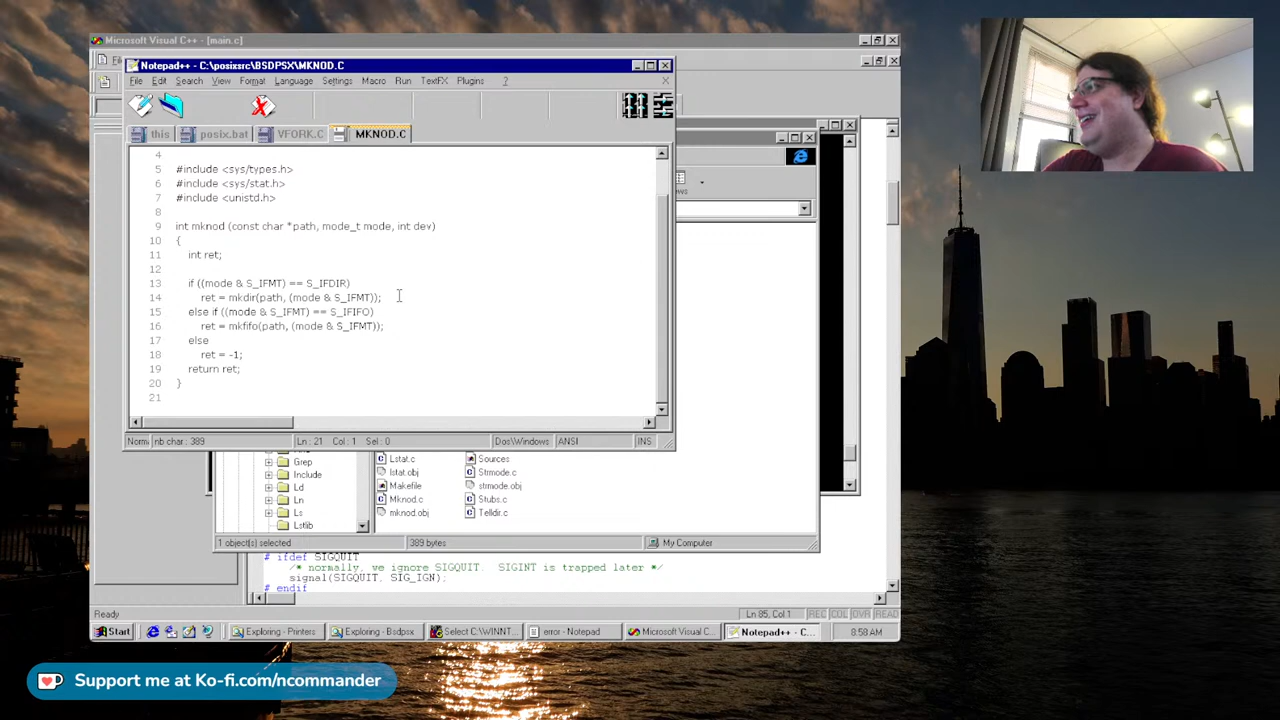 Microsoft Visual C++ - [main.c]
Notepad++ - C:\posixsrc\BSDPSX\MKNOD.C
File Edit Search View Format Language Settings Macro Run TextFX Plugins ?
this posix.bat VFORK.C MKNOD.C
4
5 #include <sys/types.h>
6 #include <sys/stat.h>
7 #include <unistd.h>
8
9 int mknod (const char *path, mode_t mode, int dev)
10 {
11 int ret;
12
13 if ((mode & S_IFMT) == S_IFDIR)
14 ret = mkdir(path, (mode & S_IFMT));
15 else if ((mode & S_IFMT) == S_IFIFO)
16 ret = mkfifo(path, (mode & S_IFMT));
17 else
18 ret = -1;
19 return ret;
20 }
21
Norm nb char : 389 Ln : 21 Col : 1 Sel : 0 Dos\Windows ANSI INS
Grep
Include
Ld
Ln
Ls
Lstlib
Lstat.c Sources
lstat.obj Strmode.c
Makefile strmode.obj
Mknod.c Stubs.c
mknod.obj Telldir.c
1 object(s) selected 389 bytes My Computer
# ifdef SIGQUIT
/* normally, we ignore SIGQUIT. SIGINT is trapped later */
signal(SIGQUIT, SIG_IGN);
# endif
Ready Ln 85, Col 1 REC COL OVR READ
Start Exploring - Printers Exploring - Bsdpsx Select C:\WINNT... error - Notepad Microsoft Visual C... Notepad++ - C... 8:58 AM
Support me at Ko-fi.com/ncommander